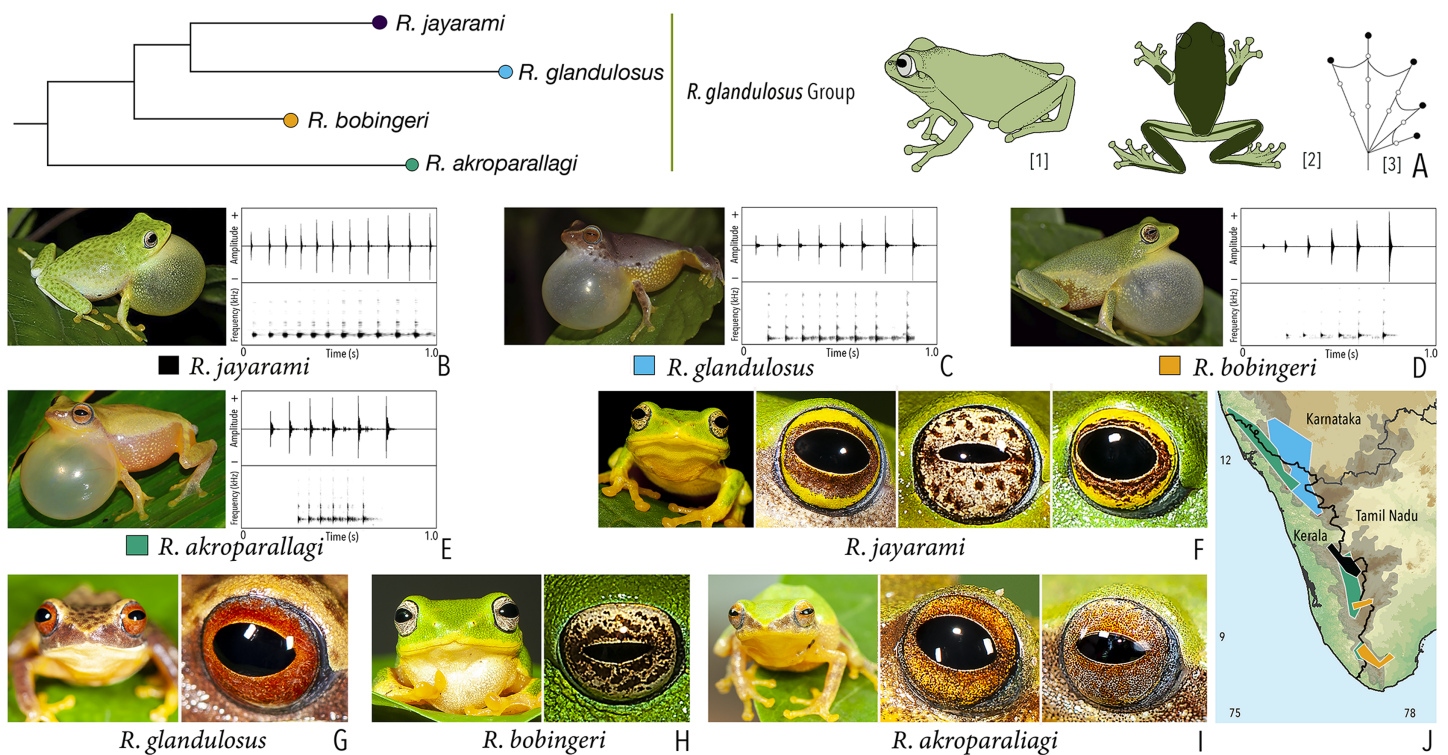 R. jayarami
R. glandulosus
R. bobingeri
R. akroparallagi
R. glandulosus Group
[1]
[2]
[3]
A
+
Amplitude
–
Frequency (kHz)
0
Time (s)
1.0
R. jayarami
B
+
Amplitude
–
Frequency (kHz)
0
Time (s)
1.0
R. glandulosus
C
+
Amplitude
–
Frequency (kHz)
0
Time (s)
1.0
R. bobingeri
D
+
Amplitude
–
Frequency (kHz)
0
Time (s)
1.0
R. akroparallagi
E
R. jayarami
F
R. glandulosus
G
R. bobingeri
H
R. akroparaliagi
I
Karnataka
12
Tamil Nadu
Kerala
9
75
78
J